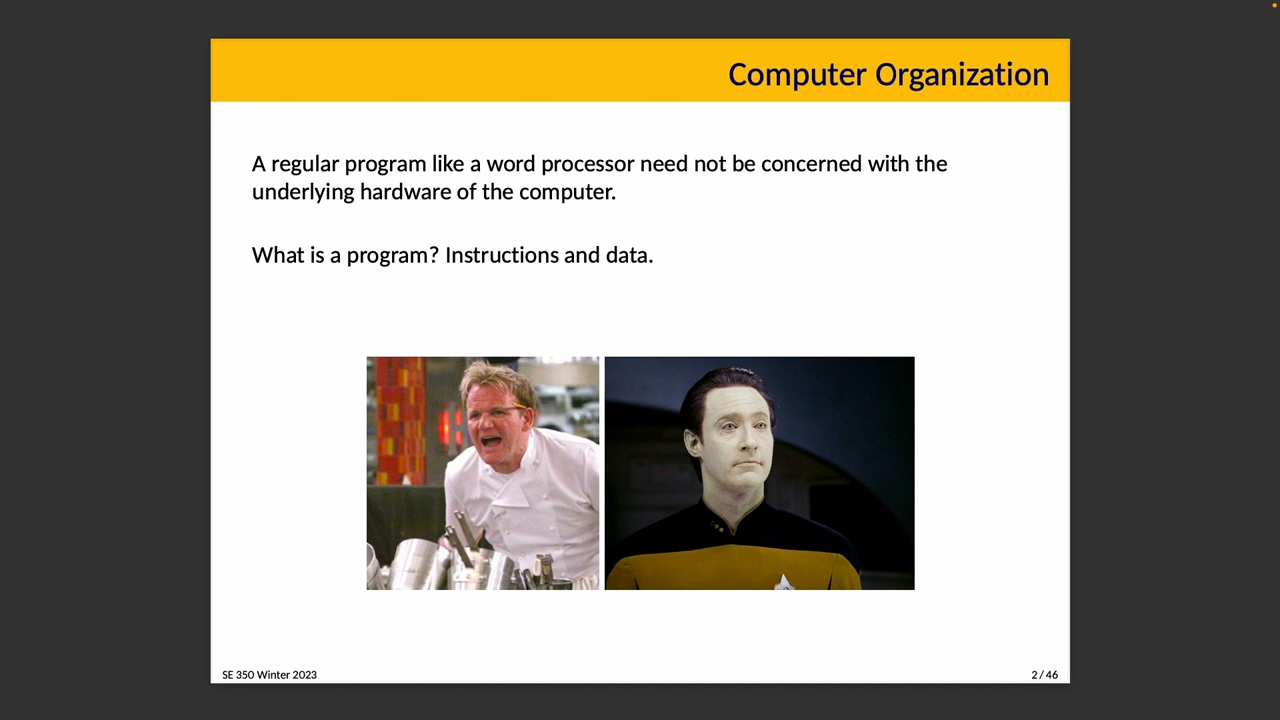 Computer Organization
A regular program like a word processor need not be concerned with the
underlying hardware of the computer.
What is a program? Instructions and data.
SE 350 Winter 2023
2 / 46